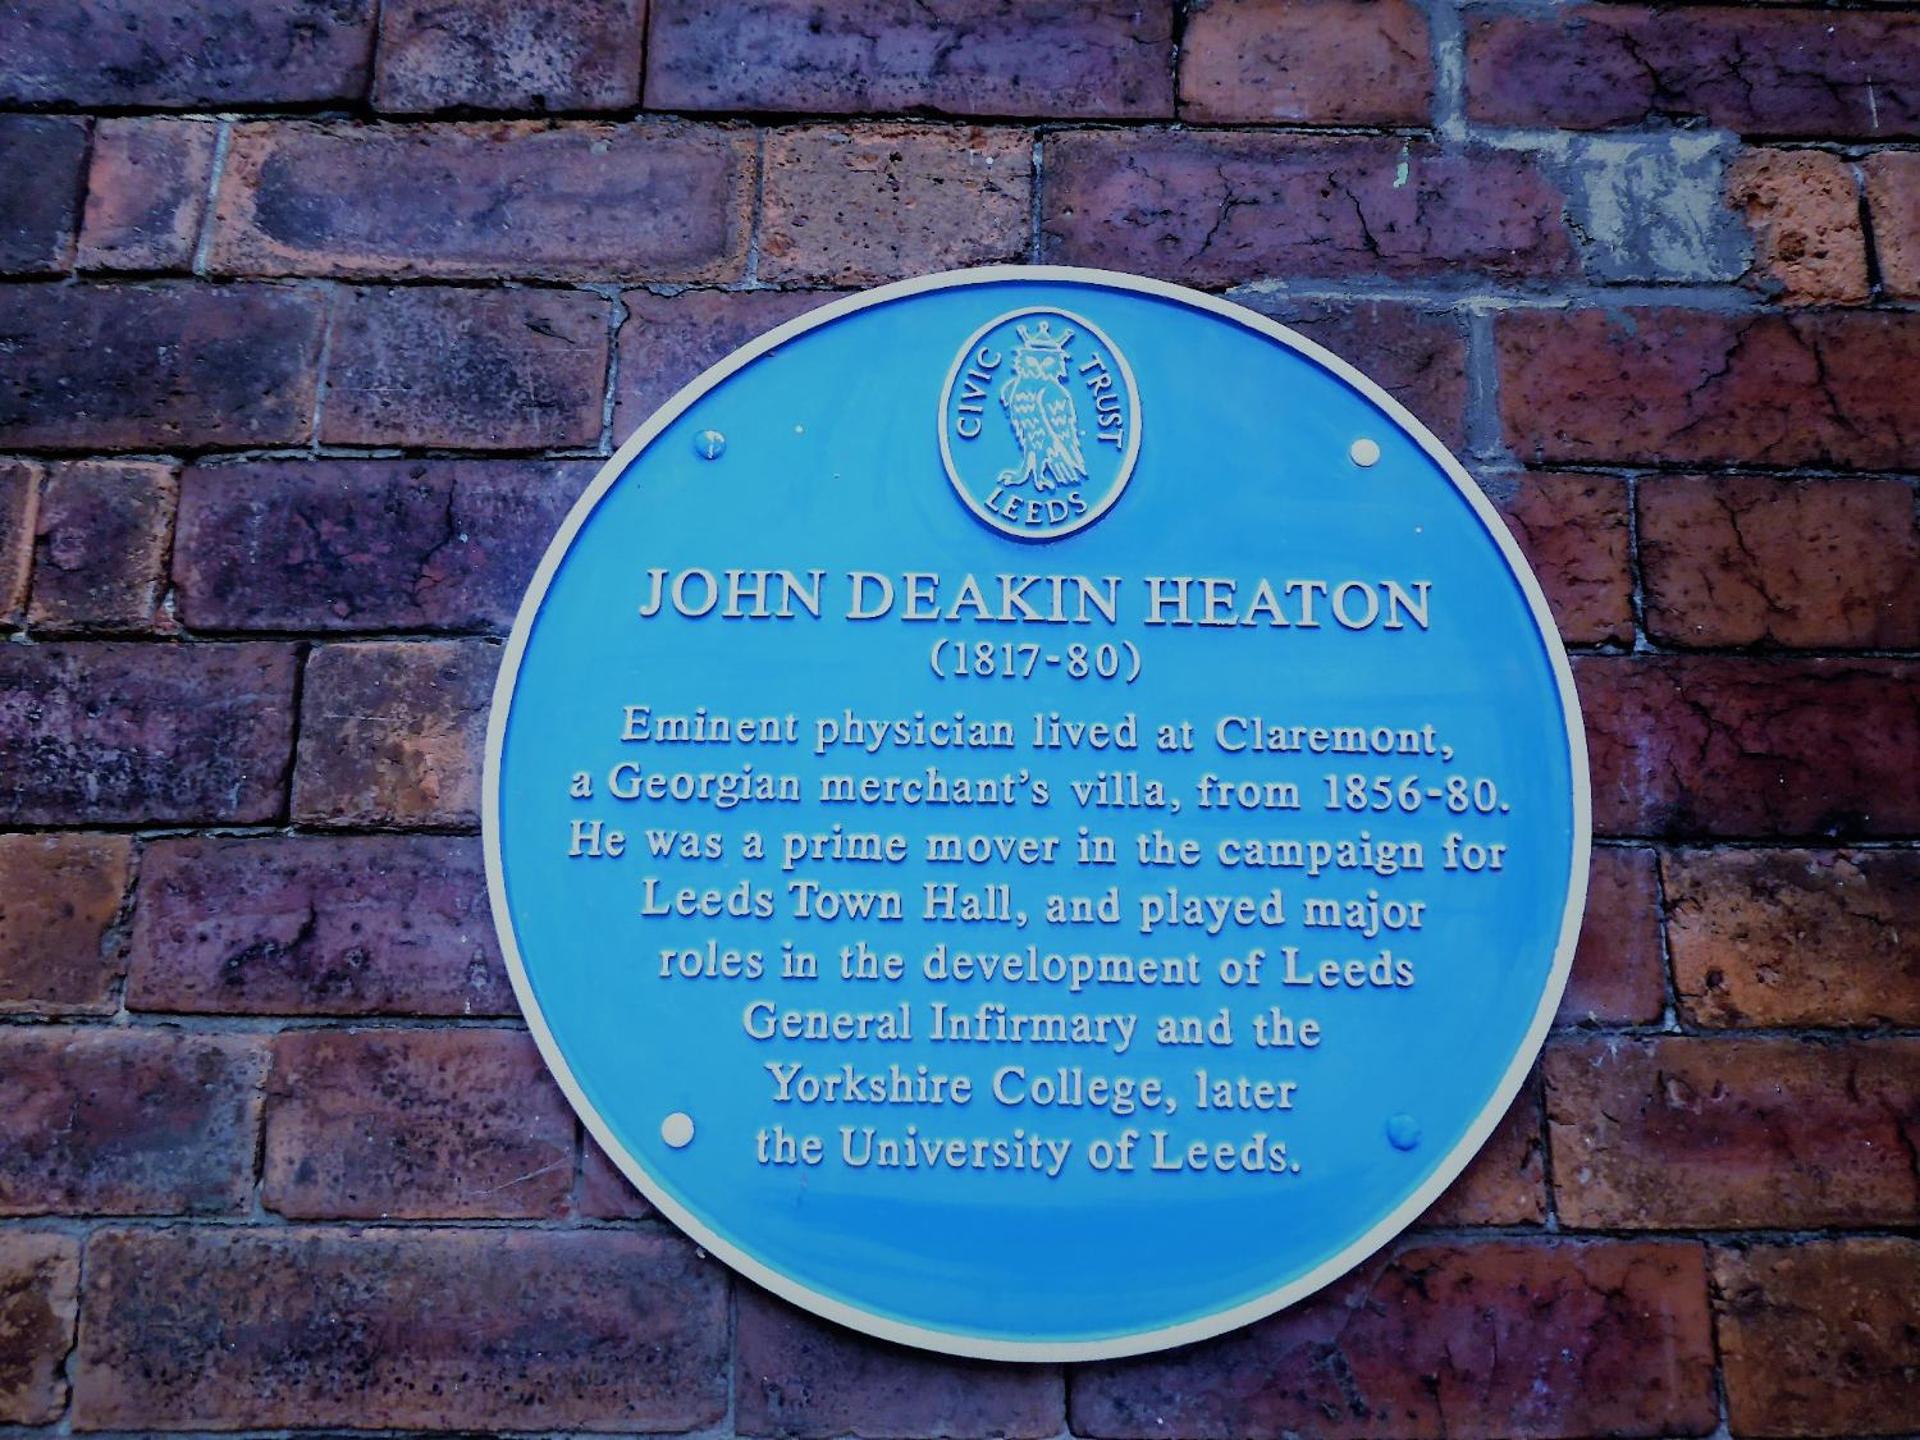 CIVIC TRUST
LEEDS
JOHN DEAKIN HEATON
(1817-80)
Eminent physician lived at Claremont,
a Georgian merchant's villa, from 1856-80.
He was a prime mover in the campaign for
Leeds Town Hall, and played major
roles in the development of Leeds
General Infirmary and the
Yorkshire College, later
the University of Leeds.